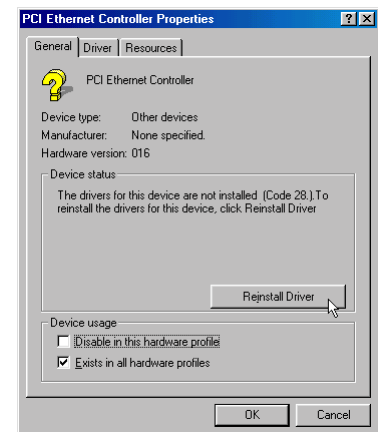 PCI Ethernet Controller Properties
General Driver Resources
PCI Ethernet Controller
Device type: Other devices
Manufacturer: None specified.
Hardware version: 016
Device status
The drivers for this device are not installed (Code 28.).To
reinstall the drivers for this device, click Reinstall Driver
Reinstall Driver
Device usage
Disable in this hardware profile
Exists in all hardware profiles
OK Cancel